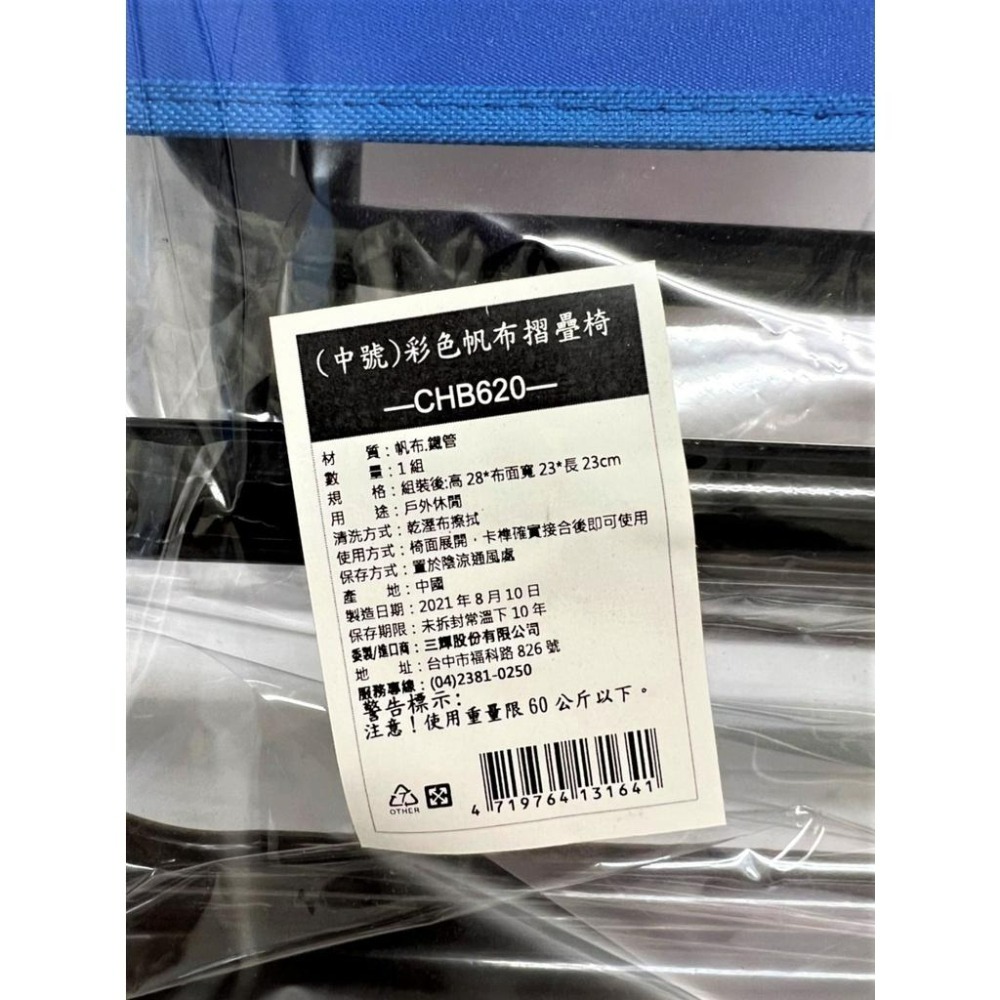 (中號)彩色帆布摺疊椅
—CHB620—
材 質：帆布.鐵管
數 量：1組
規 格：組裝後:高 28*布面寬 23*長 23cm
用 途：戶外休閒
清洗方式：乾溼布擦拭
使用方式：椅面展開，卡榫確實接合後即可使用
保存方式：置於陰涼通風處
產 地：中國
製造日期：2021 年 8 月 10 日
保存期限：未拆封常溫下 10 年
委製/進口商：三輝股份有限公司
地 址：台中市福科路 826 號
服務專線：(04)2381-0250
警告標示:
注意！使用重量限 60 公斤以下。
7
OTHER
4 719764 131641